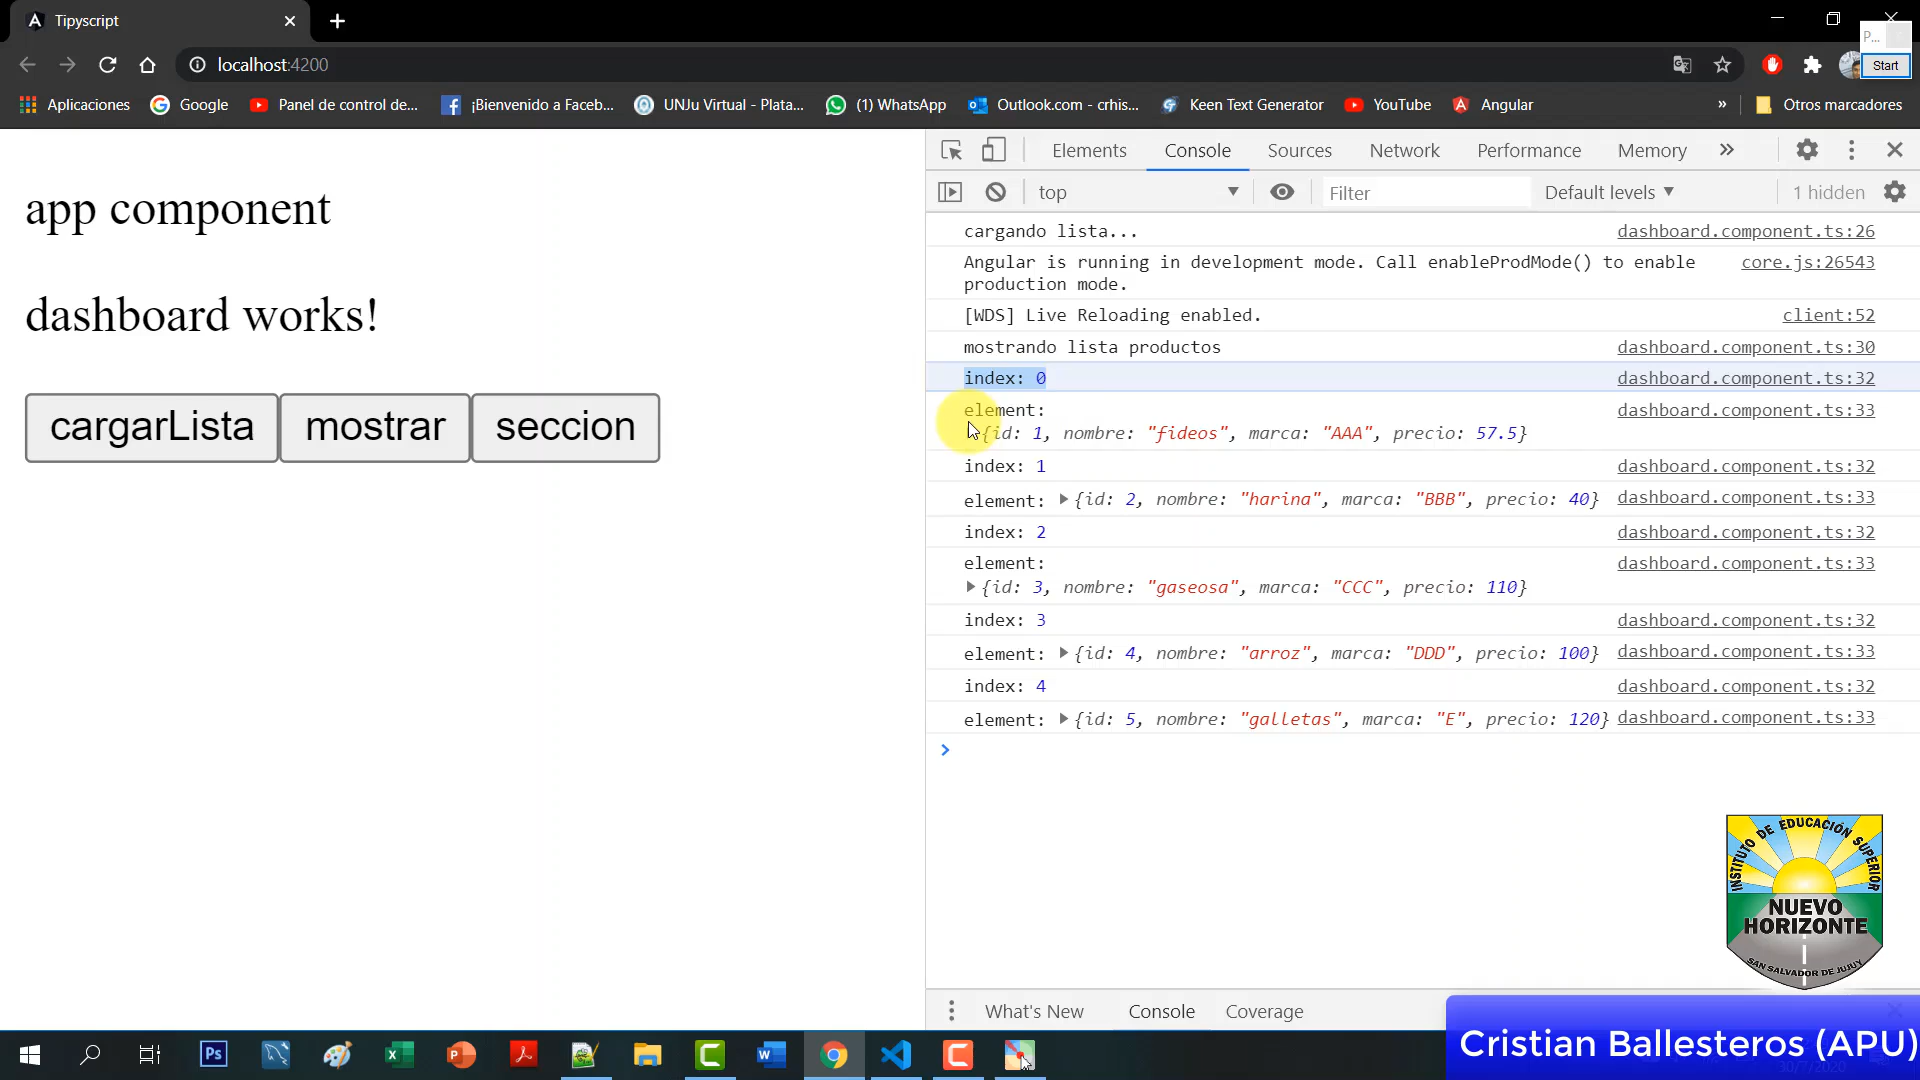 Tipyscript
P...
Start
localhost:4200
Aplicaciones
Google
Panel de control de...
¡Bienvenido a Faceb...
UNJu Virtual - Plata...
(1) WhatsApp
Outlook.com - crhis...
Keen Text Generator
YouTube
Angular
»
Otros marcadores
app component
dashboard works!
cargarLista
mostrar
seccion
Elements
Console
Sources
Network
Performance
Memory
»
top
Filter
Default levels
1 hidden
cargando lista... dashboard.component.ts:26
Angular is running in development mode. Call enableProdMode() to enable core.js:26543
production mode.
[WDS] Live Reloading enabled. client:52
mostrando lista productos dashboard.component.ts:30
index: 0 dashboard.component.ts:32
element: dashboard.component.ts:33
{id: 1, nombre: "fideos", marca: "AAA", precio: 57.5}
index: 1 dashboard.component.ts:32
element: {id: 2, nombre: "harina", marca: "BBB", precio: 40} dashboard.component.ts:33
index: 2 dashboard.component.ts:32
element: dashboard.component.ts:33
{id: 3, nombre: "gaseosa", marca: "CCC", precio: 110}
index: 3 dashboard.component.ts:32
element: {id: 4, nombre: "arroz", marca: "DDD", precio: 100} dashboard.component.ts:33
index: 4 dashboard.component.ts:32
element: {id: 5, nombre: "galletas", marca: "E", precio: 120} dashboard.component.ts:33
INSTITUTO DE EDUCACIÓN SUPERIOR
NUEVO
HORIZONTE
SAN SALVADOR DE JUJUY
What's New
Console
Coverage
Cristian Ballesteros (APU)
Ps